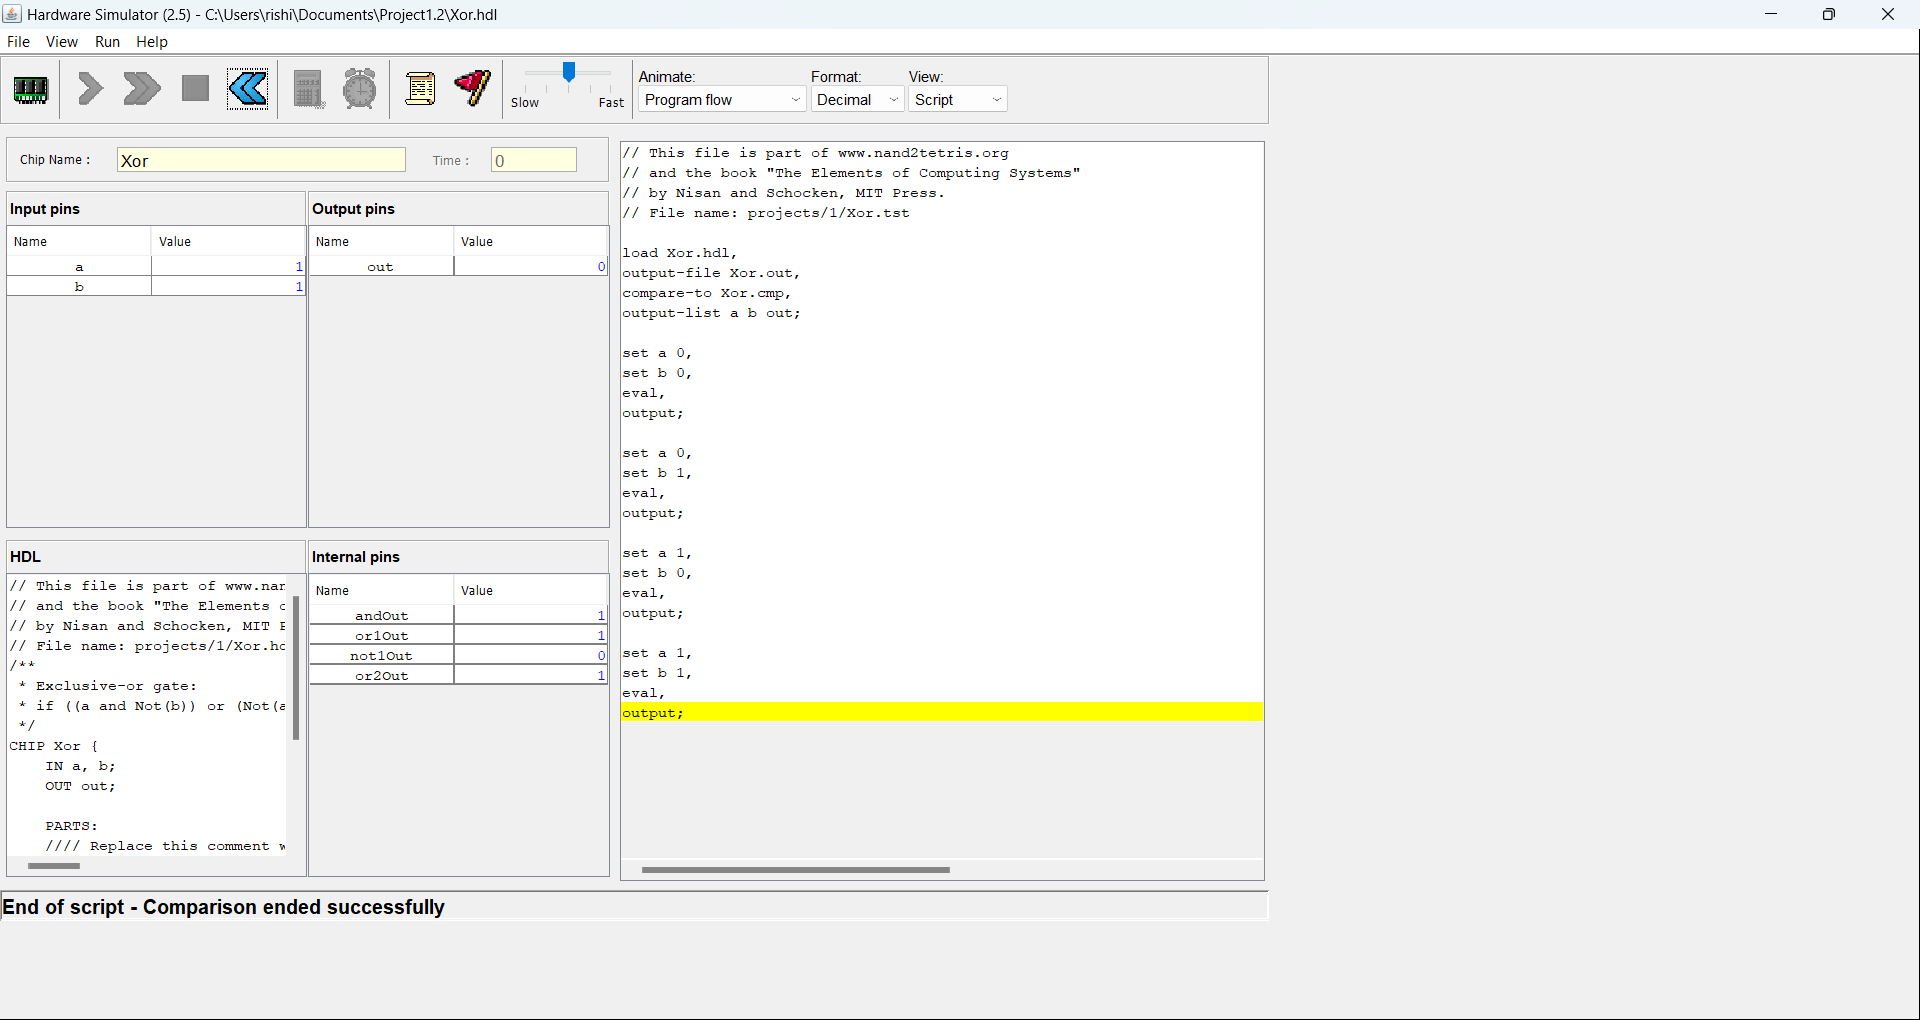 Hardware Simulator (2.5) - C:\Users\rishi\Documents\Project1.2\Xor.hdl
File View Run Help
Slow Fast
Animate: Format: View:
Program flow Decimal Script
Chip Name : Xor Time : 0
Input pins
Name Value
a 1
b 1
Output pins
Name Value
out 0
HDL
// This file is part of www.nan
// and the book "The Elements
// by Nisan and Schocken, MIT
// File name: projects/1/Xor.hd
/**
* Exclusive-or gate:
* if ((a and Not(b)) or (Not(a
*/
CHIP Xor {
IN a, b;
OUT out;
PARTS:
//// Replace this comment w
Internal pins
Name Value
andOut 1
or1Out 1
not1Out 0
or2Out 1
// This file is part of www.nand2tetris.org
// and the book "The Elements of Computing Systems"
// by Nisan and Schocken, MIT Press.
// File name: projects/1/Xor.tst
load Xor.hdl,
output-file Xor.out,
compare-to Xor.cmp,
output-list a b out;
set a 0,
set b 0,
eval,
output;
set a 0,
set b 1,
eval,
output;
set a 1,
set b 0,
eval,
output;
set a 1,
set b 1,
eval,
output;
End of script - Comparison ended successfully